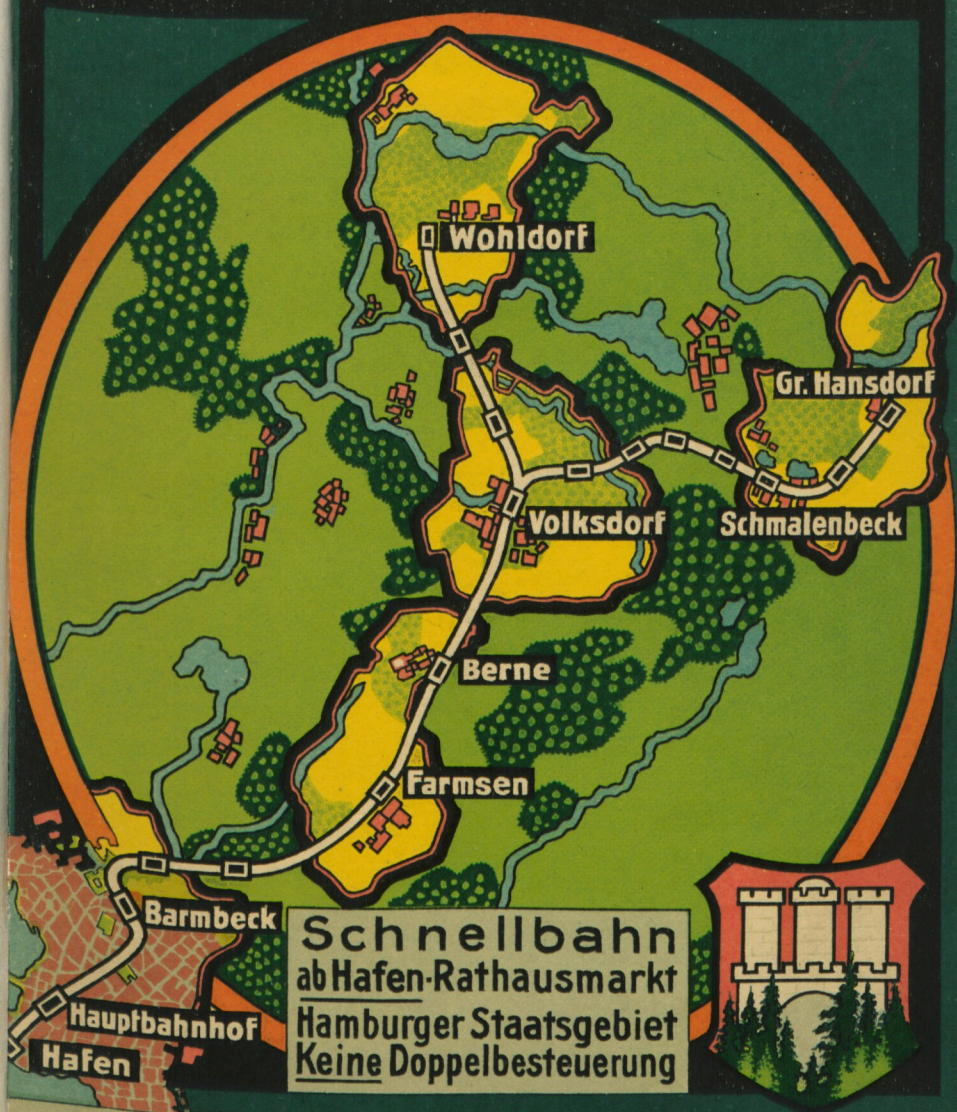 Wohldorf
Gr. Hansdorf
Volksdorf
Schmalenbeck
Berne
Farmsen
Barmbeck
Hauptbahnhof
Hafen
Schnellbahn
ab Hafen-Rathausmarkt
Hamburger Staatsgebiet
Keine Doppelbesteuerung